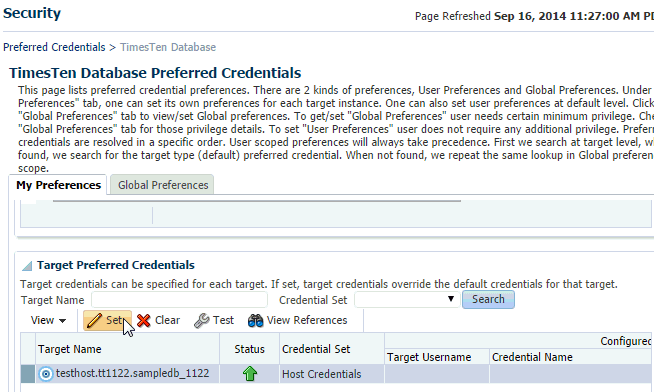 Security
Page Refreshed Sep 16, 2014 11:27:00 AM
Preferred Credentials > TimesTen Database
TimesTen Database Preferred Credentials
This page lists preferred credential preferences. There are 2 kinds of preferences, User Preferences and Global Preferences. Under
Preferences" tab, one can set its own preferences for each target instance. One can also set user preferences at default level. Clic
"Global Preferences" tab to view/set Global preferences. To get/set "Global Preferences" user needs certain minimum privilege. Che
"Global Preferences" tab for those privilege details. To set "User Preferences" user does not require any additional privilege. Prefer
credentials are resolved in a specific order. User scoped preferences will always take precedence. First we search at target level, w
found, we search for the target type (default) preferred credential. When not found, we repeat the same lookup in Global preferen
scope.
My Preferences Global Preferences
Target Preferred Credentials
Target credentials can be specified for each target. If set, target credentials override the default credentials for that target.
Target Name Credential Set Search
View Set Clear Test View References
Configured
Target Name Status Credential Set Target Username Credential Name
testhost.tt1122.sampledb_1122 Host Credentials